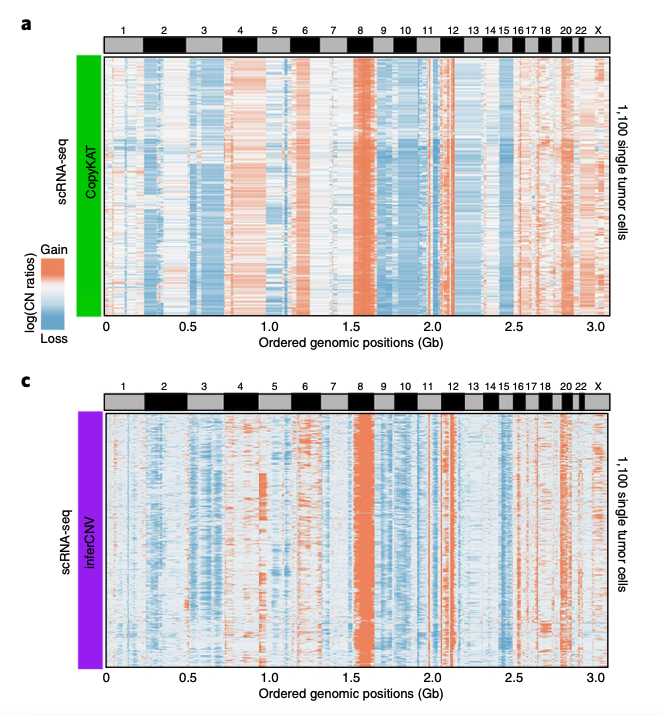 a
1 2 3 4 5 6 7 8 9 10 11 12 13 14 15 16 17 18 20 22 X
scRNA-seq
CopyKAT
1,100 single tumor cells
Gain
log(CN ratios)
Loss
0 0.5 1.0 1.5 2.0 2.5 3.0
Ordered genomic positions (Gb)
c
1 2 3 4 5 6 7 8 9 10 11 12 13 14 15 16 17 18 20 22 X
scRNA-seq
inferCNV
1,100 single tumor cells
0 0.5 1.0 1.5 2.0 2.5 3.0
Ordered genomic positions (Gb)